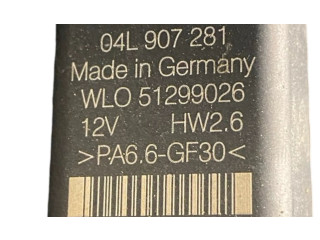 04L 907 281
Made in Germany
WLO 51299026
12V HW2.6
>PA6.6-GF30<